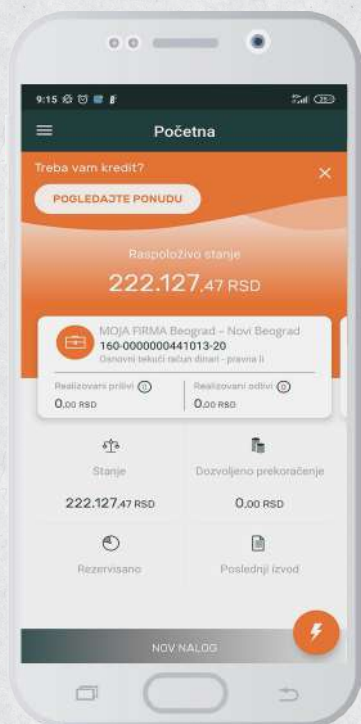 9:15
Početna
Treba vam kredit?
POGLEDAJTE PONUDU
Raspoloživo stanje
222.127,47 RSD
MOJA FIRMA Beograd – Novi Beograd
160-0000000441013-20
Osnovni tekući račun dinari - pravna li
Realizovani prilivi 0
Realizovani odlivi 0
0,00 RSD
0,00 RSD
Stanje
Dozvoljeno prekoračenje
222.127,47 RSD
0,00 RSD
Rezervisano
Poslednji izvod
NOV NALOG